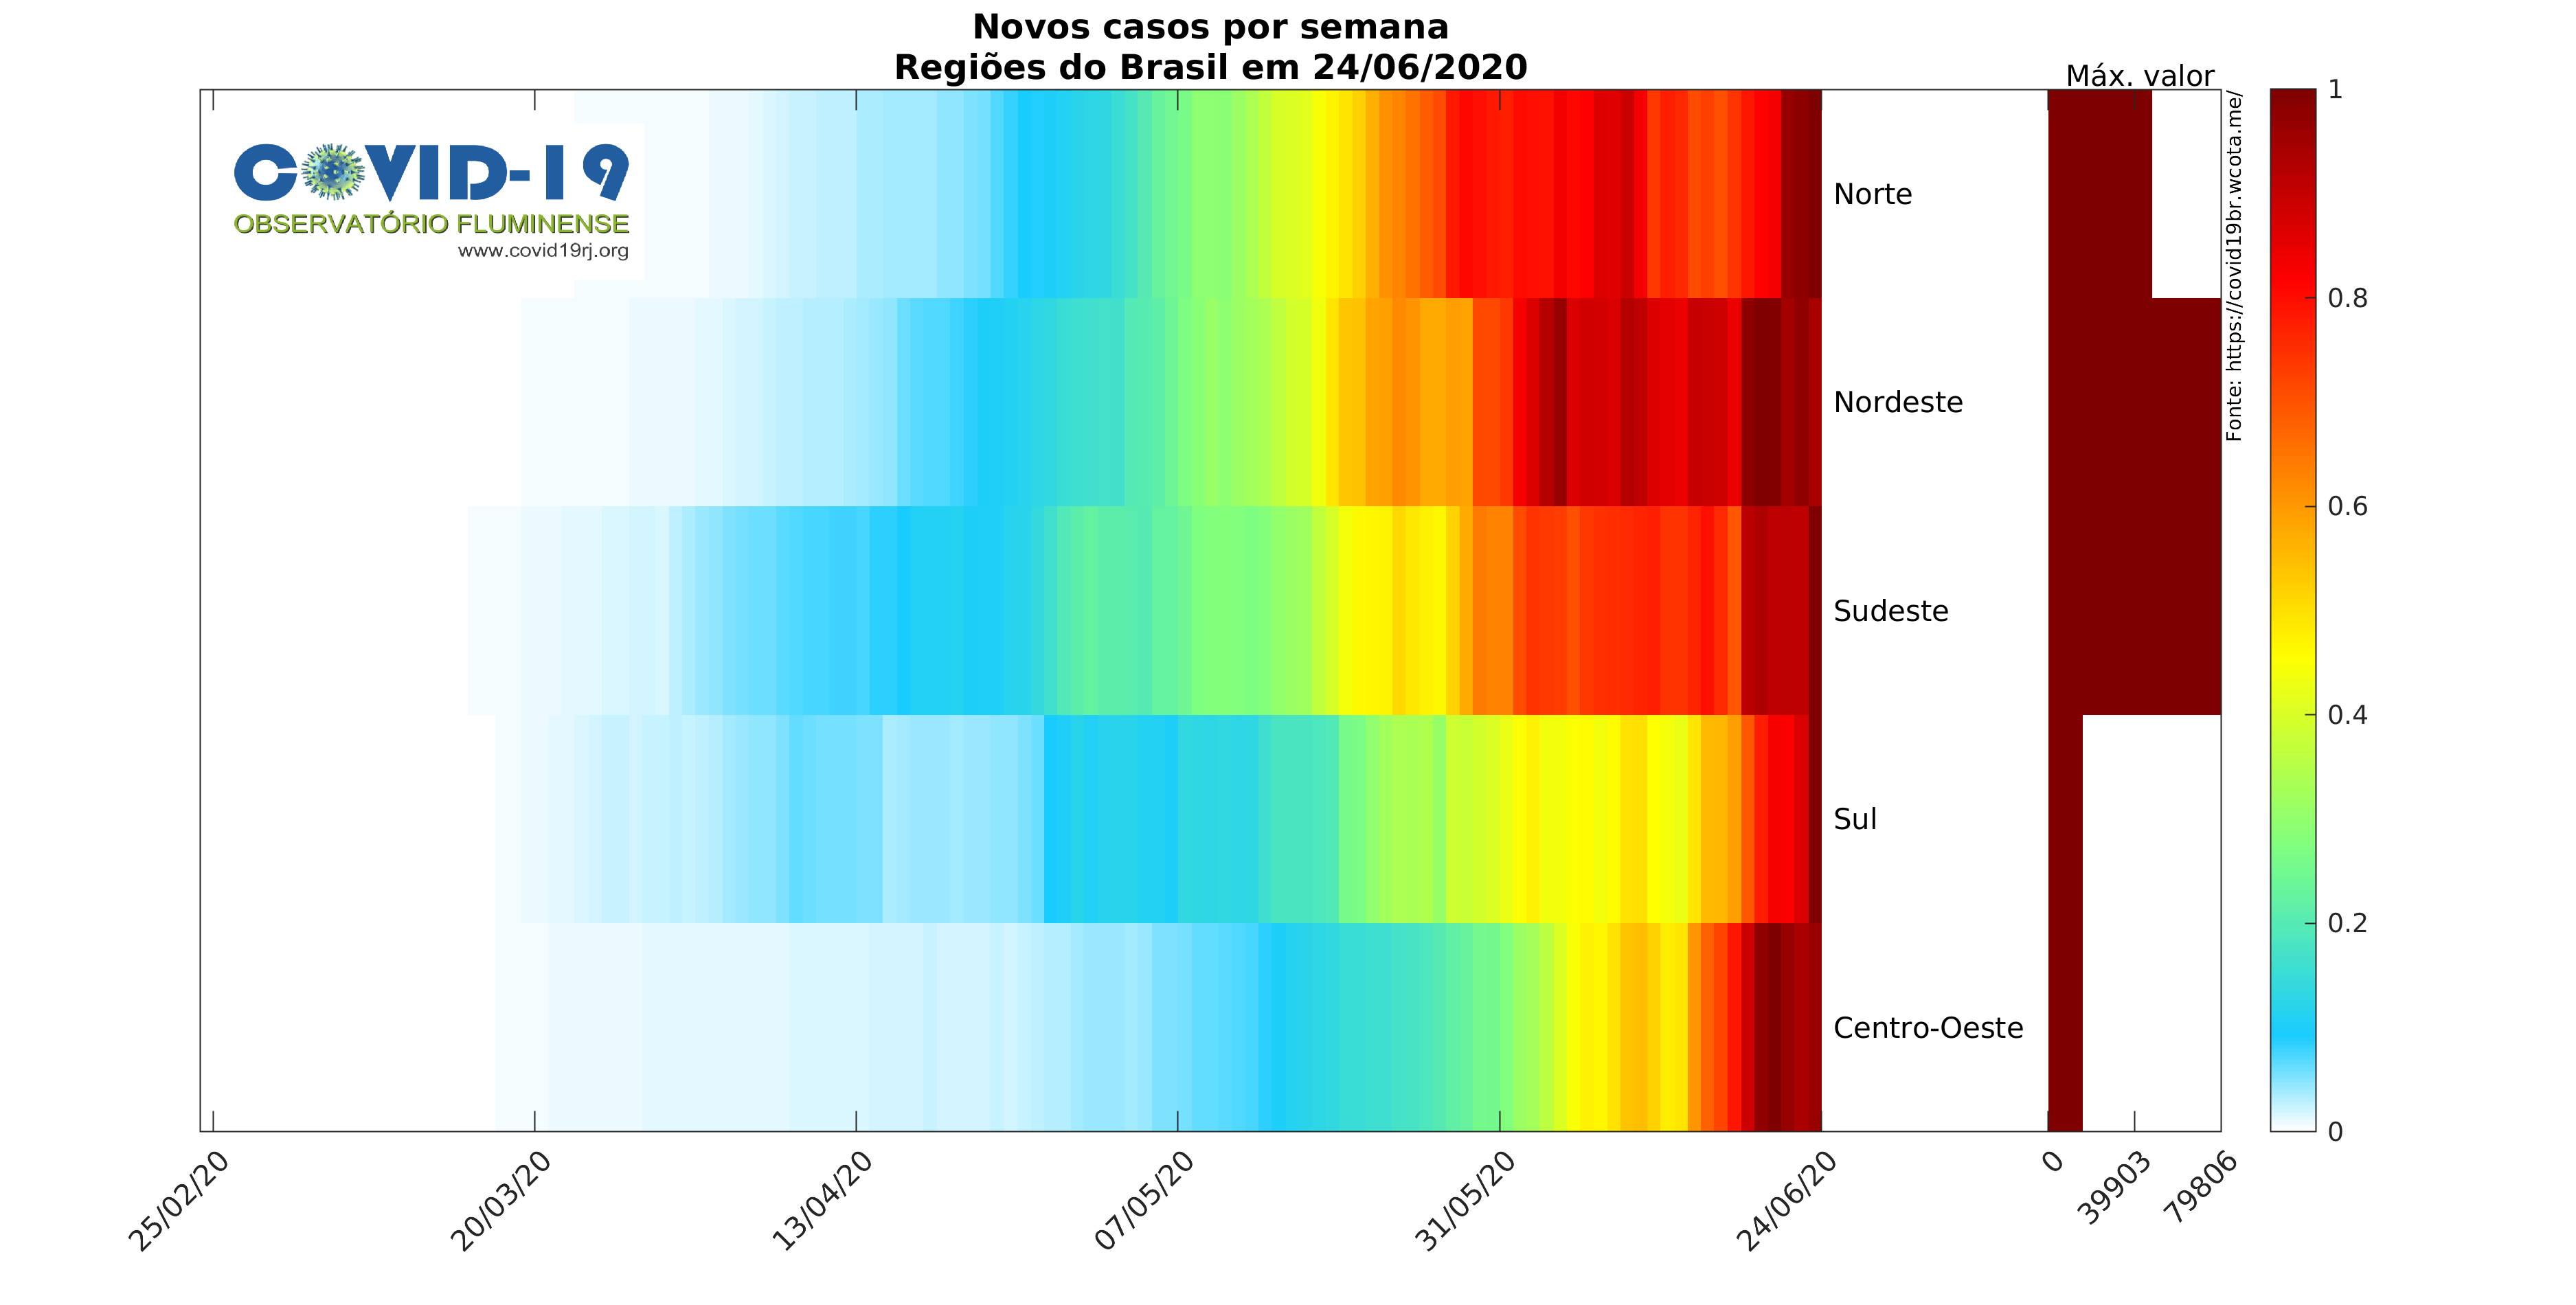 Novos casos por semana
Regiões do Brasil em 24/06/2020
Máx. valor
COVID-19
OBSERVATÓRIO FLUMINENSE
www.covid19rj.org
Norte
Nordeste
Sudeste
Sul
Centro-Oeste
Fonte: https://covid19br.wcota.me/
1
0.8
0.6
0.4
0.2
0
25/02/20
20/03/20
13/04/20
07/05/20
31/05/20
24/06/20
0
39903
79806